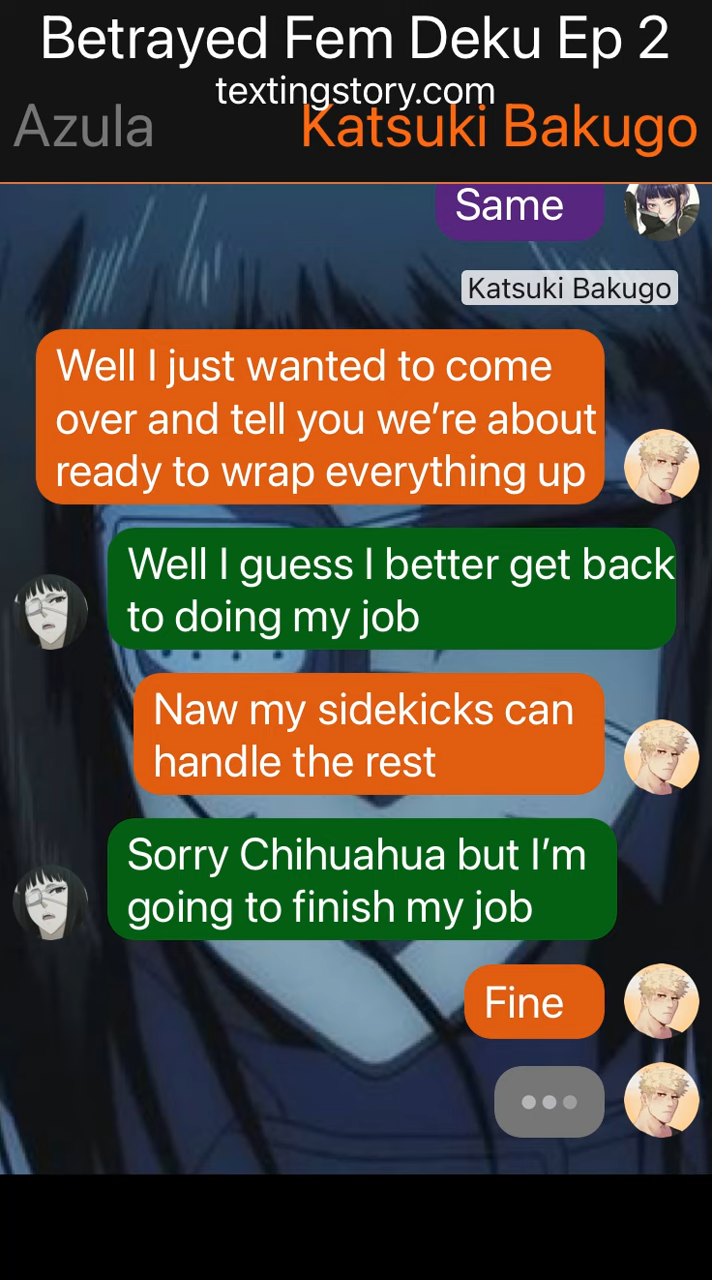 Betrayed Fem Deku Ep 2
textingstory.com
Azula
Katsuki Bakugo
Same
Katsuki Bakugo
Well I just wanted to come
over and tell you we’re about
ready to wrap everything up
Well I guess I better get back
to doing my job
Naw my sidekicks can
handle the rest
Sorry Chihuahua but I’m
going to finish my job
Fine